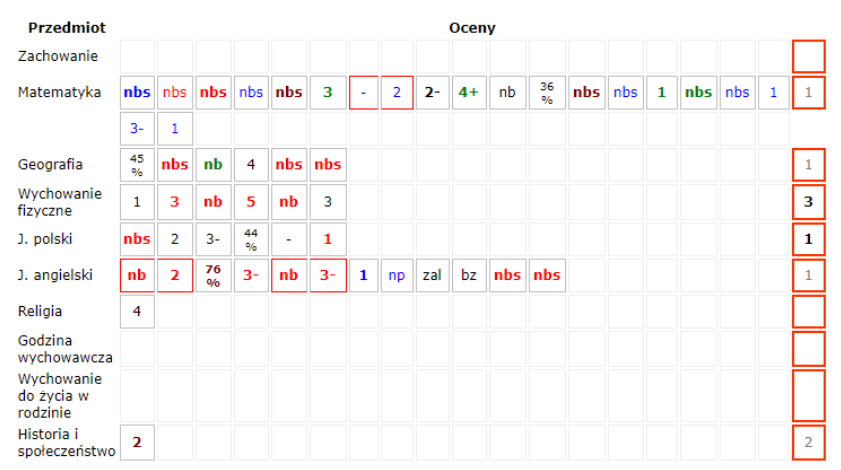 Przedmiot Oceny
Zachowanie
Matematyka nbs nbs nbs nbs nbs 3 - 2 2- 4+ nb 36 % nbs nbs 1 nbs nbs 1 1
3- 1
Geografia 45 % nbs nb 4 nbs nbs 1
Wychowanie fizyczne 1 3 nb 5 nb 3 3
J. polski nbs 2 3- 44 % - 1 1
J. angielski nb 2 76 % 3- nb 3- 1 np zal bz nbs nbs 1
Religia 4
Godzina wychowawcza
Wychowanie do życia w rodzinie
Historia i społeczeństwo 2 2